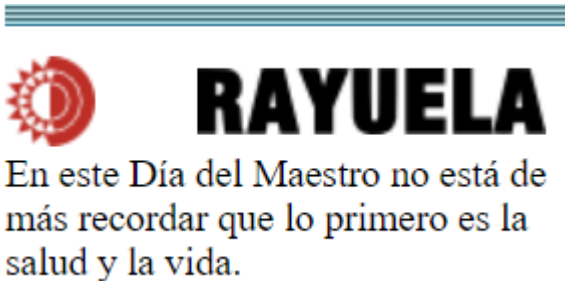 RAYUELA
En este Día del Maestro no está de
más recordar que lo primero es la
salud y la vida.